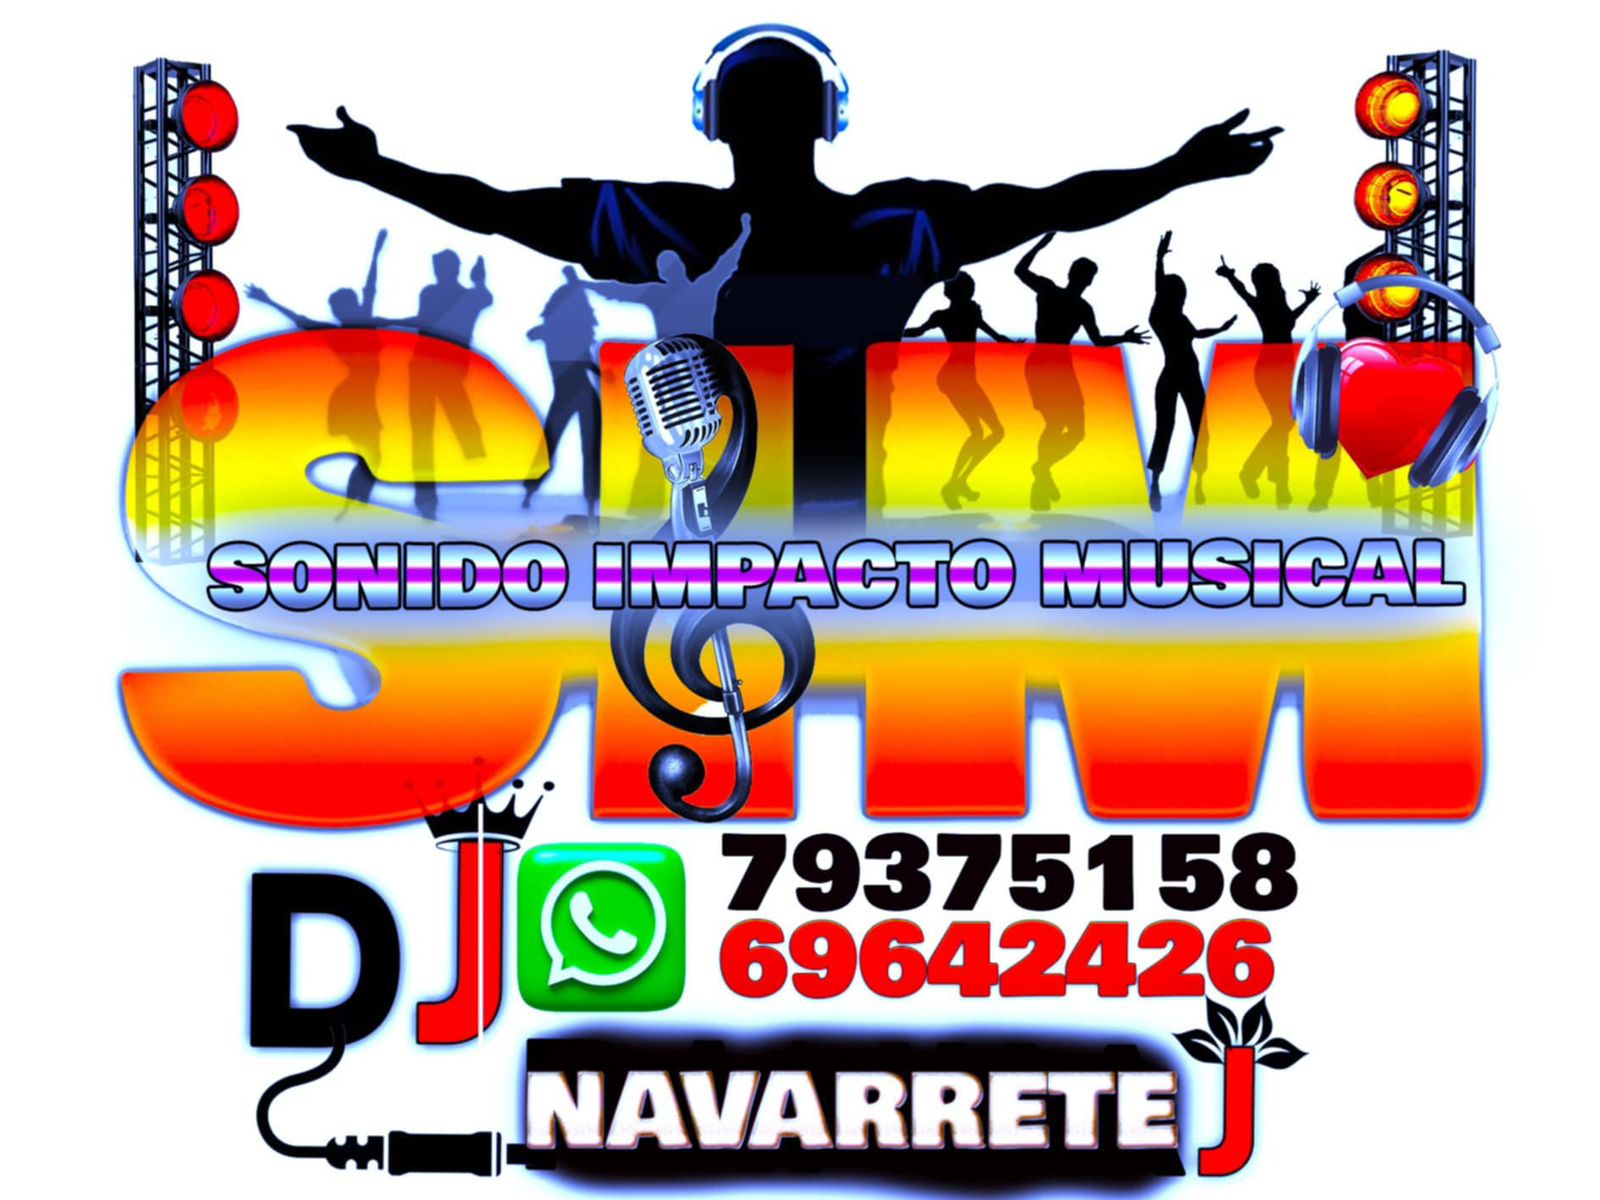 SIM
SONIDO IMPACTO MUSICAL
DJ
79375158
69642426
NAVARRETE J